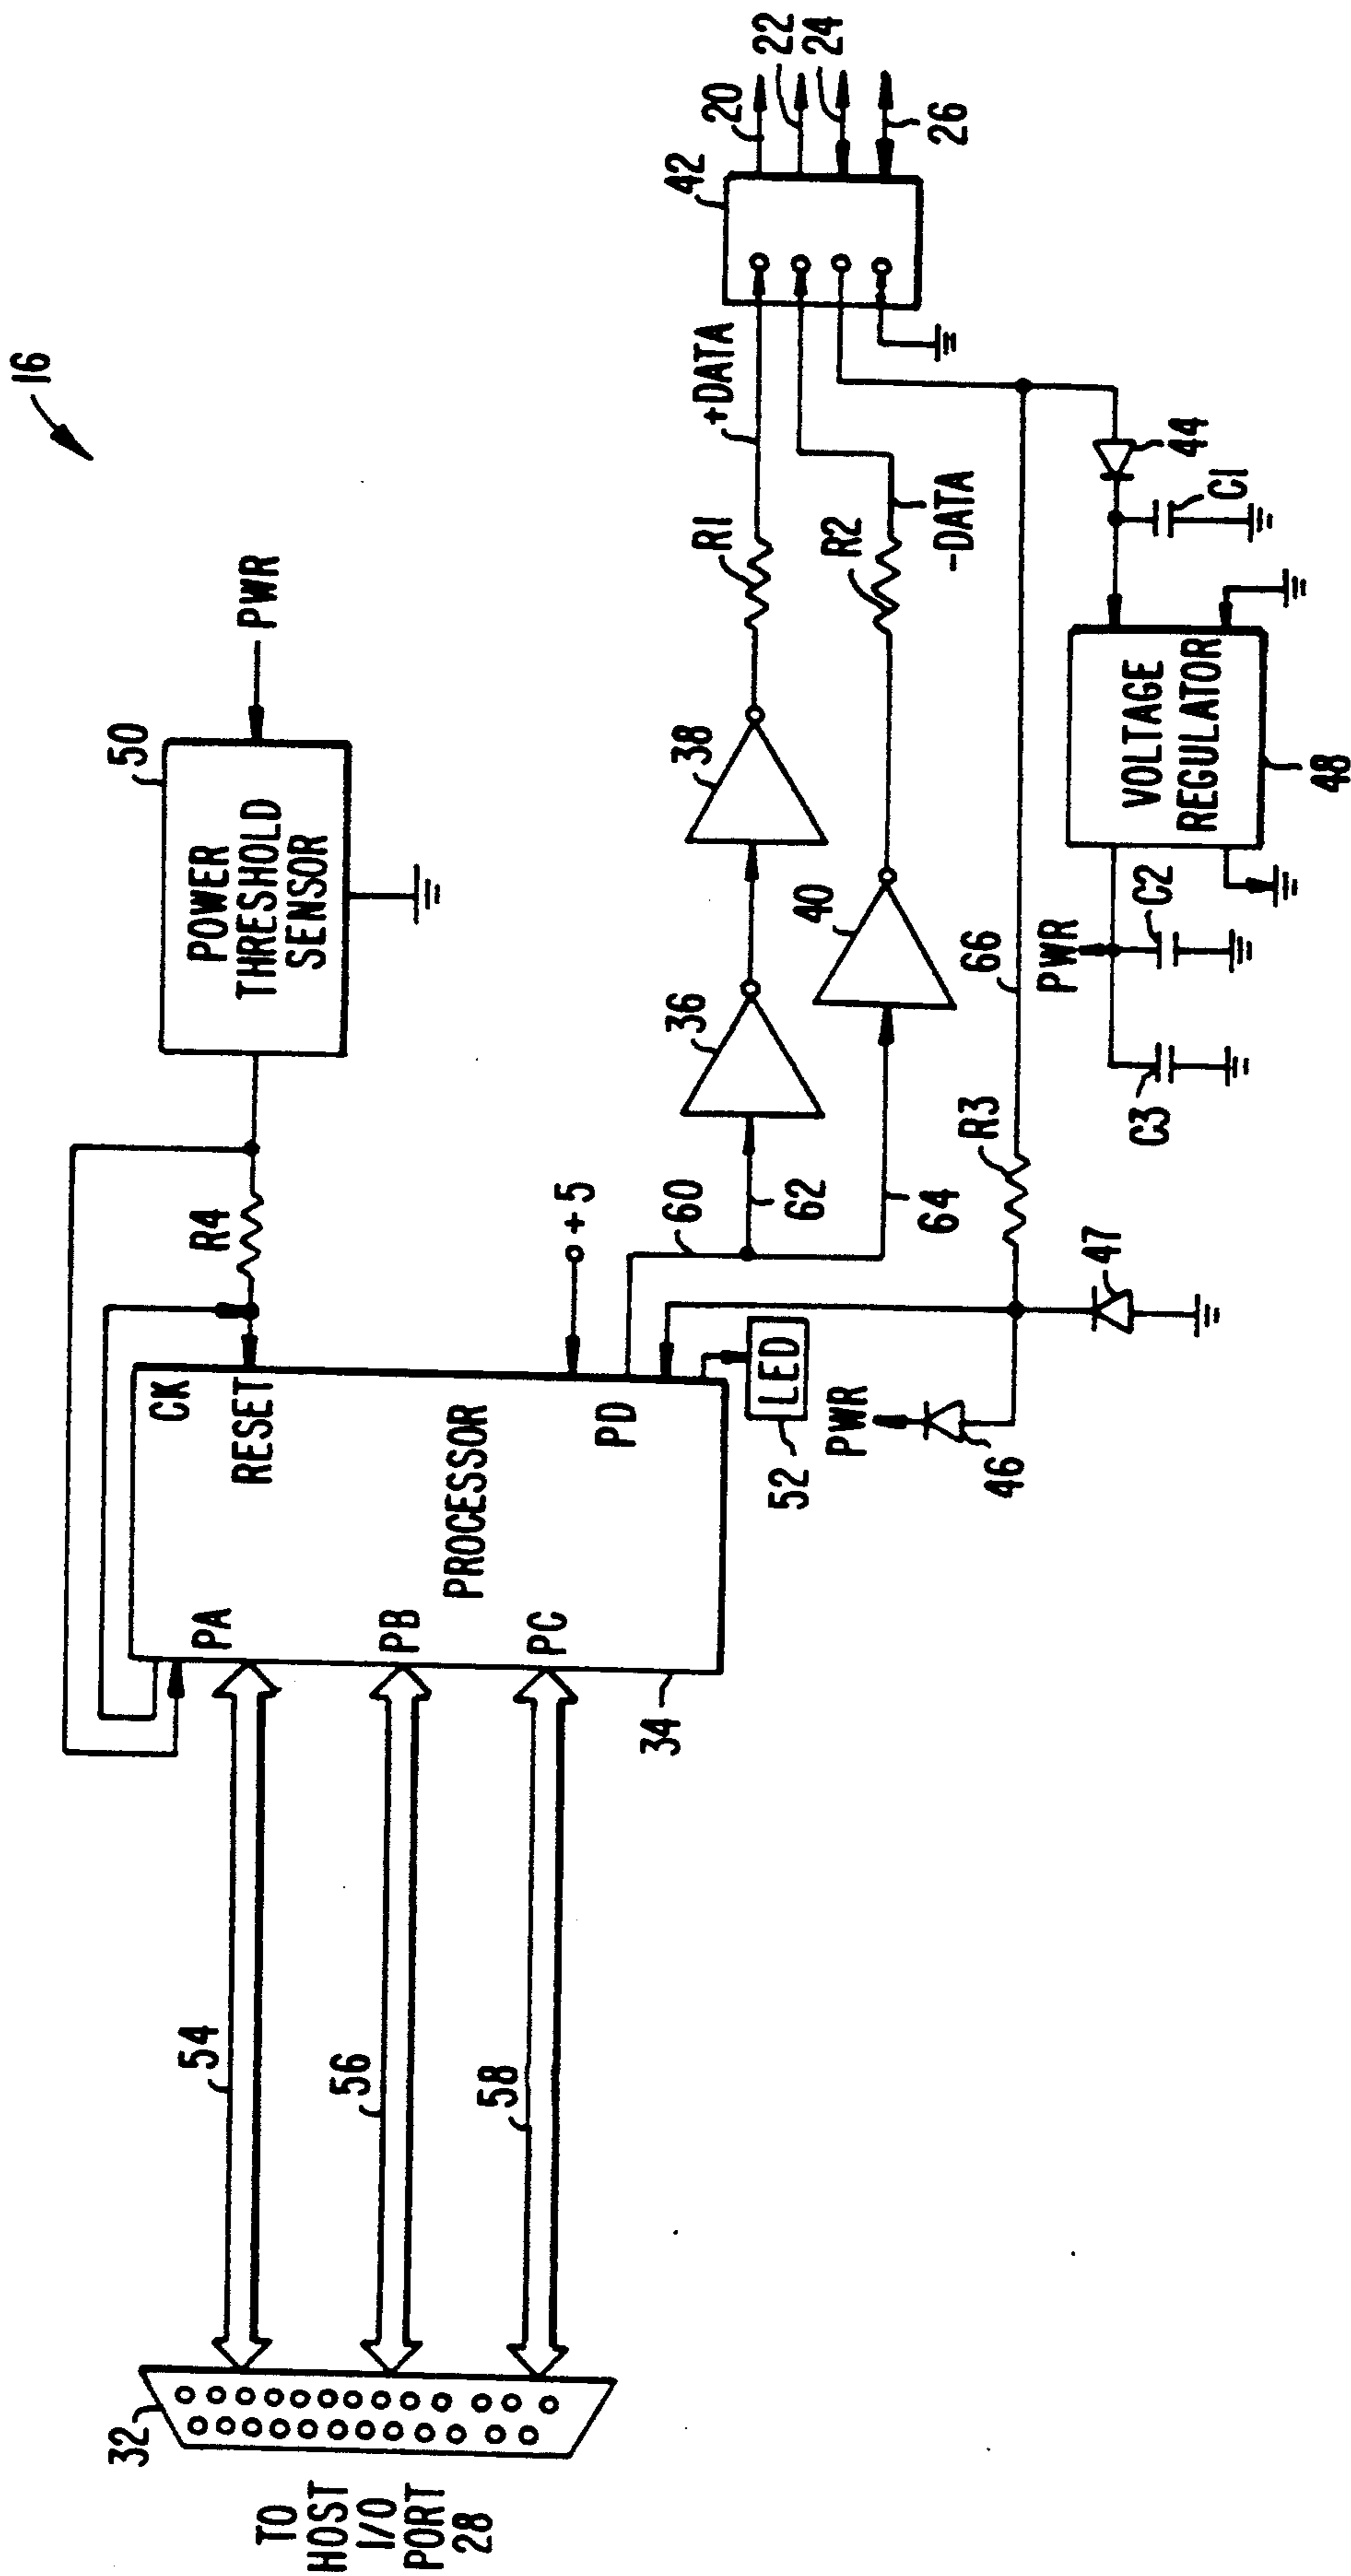 16
PWR
50
POWER
THRESHOLD
SENSOR
R4
CK
RESET
PA
PB
PC
PD
PROCESSOR
34
+5
LED
52
54
56
58
32
TO
HOST
I/O
PORT
28
60
62
64
36
38
40
R1
R2
+DATA
-DATA
42
20
22
24
26
66
R3
47
46
PWR
44
C1
VOLTAGE
REGULATOR
48
PWR
C2
C3